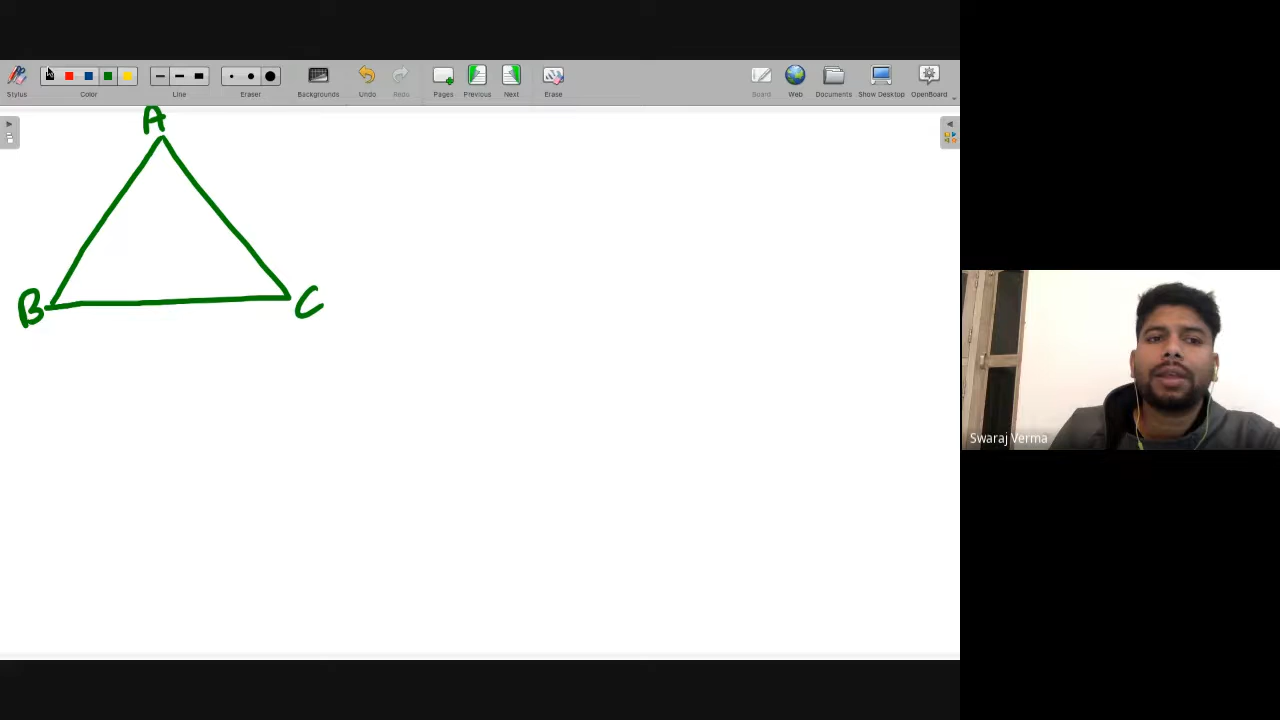 Stylus Color Line Eraser Backgrounds Undo Redo Pages Previous Next Erase Board Web Documents Show Desktop OpenBoard
A
B C
Swaraj Verma